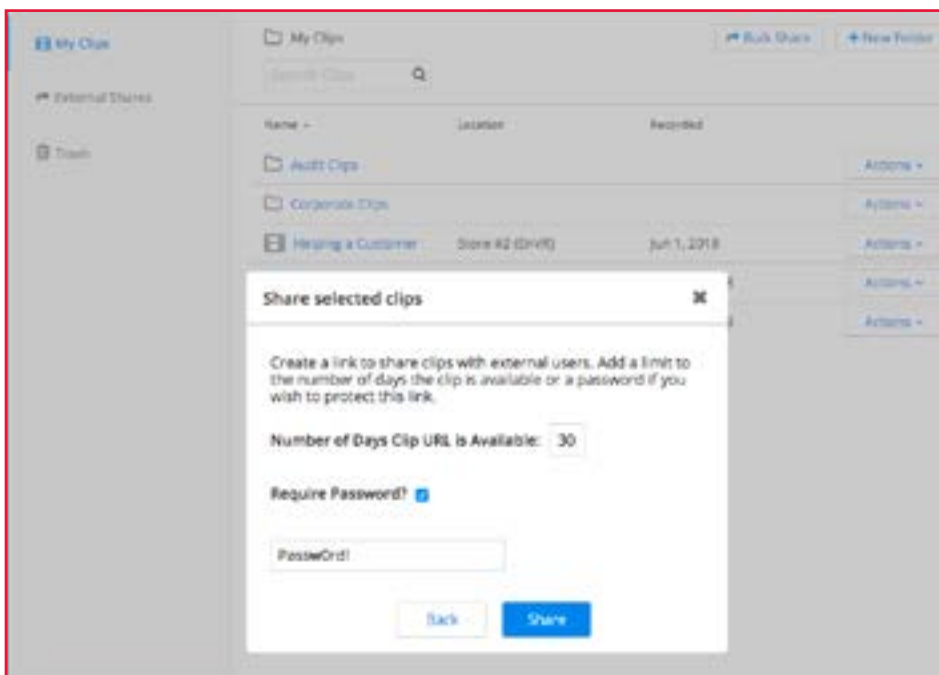 My Clips
External Shares
Trash
My Clips
Bulk Share
New Folder
Search Clips
Name
Location
Recorded
Audit Clips
Actions
Corporate Clips
Actions
Helping a Customer Store #2 (DIVR) Jun 1, 2018 Actions
Actions
Actions
Share selected clips
Create a link to share clips with external users. Add a limit to
the number of days the clip is available or a password if you
wish to protect this link.
Number of Days Clip URL is Available: 30
Require Password?
Passw0rd!
Back
Share